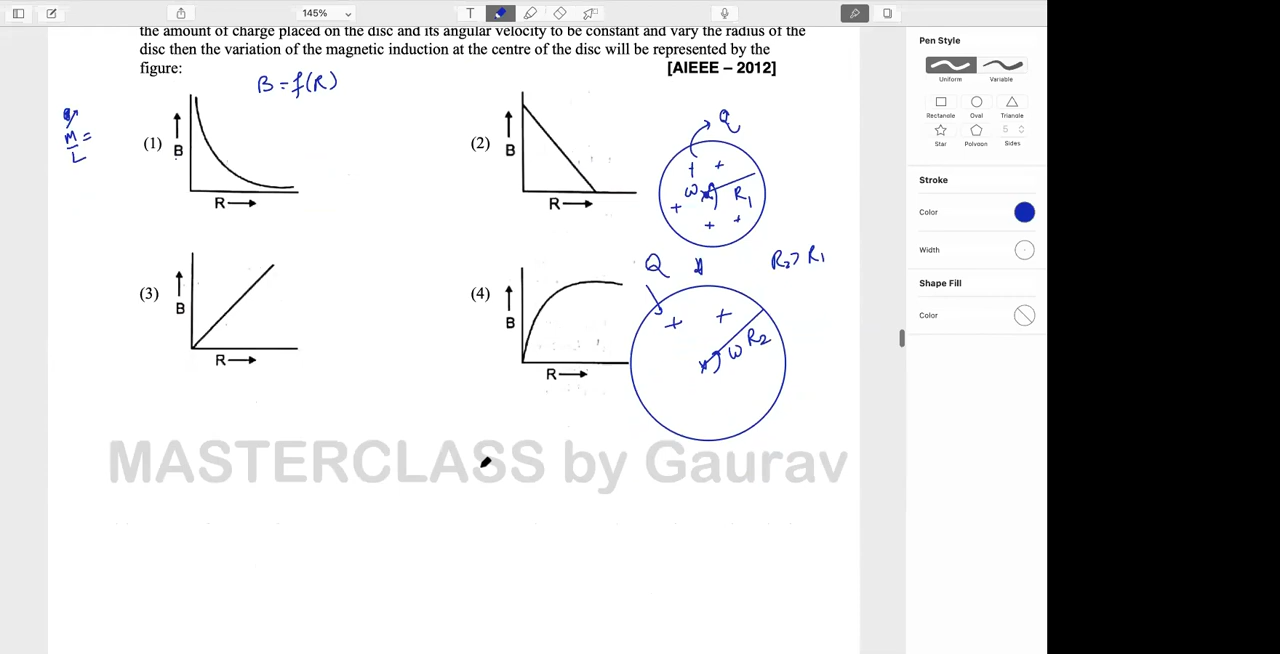 145%
T
the amount of charge placed on the disc and its angular velocity to be constant and vary the radius of the
disc then the variation of the magnetic induction at the centre of the disc will be represented by the
figure:
[AIEEE – 2012]
B = f(R)
M =
L
(1)
B
R
(2)
B
R
Q
+ +
ω R1
+ + +
(3)
B
R
(4)
B
R
Q
R2 > R1
+ +
ω R2
MASTERCLASS by Gaurav
Pen Style
Uniform Variable
Rectangle Oval Triangle
5
Star Polygon Sides
Stroke
Color
Width
Shape Fill
Color